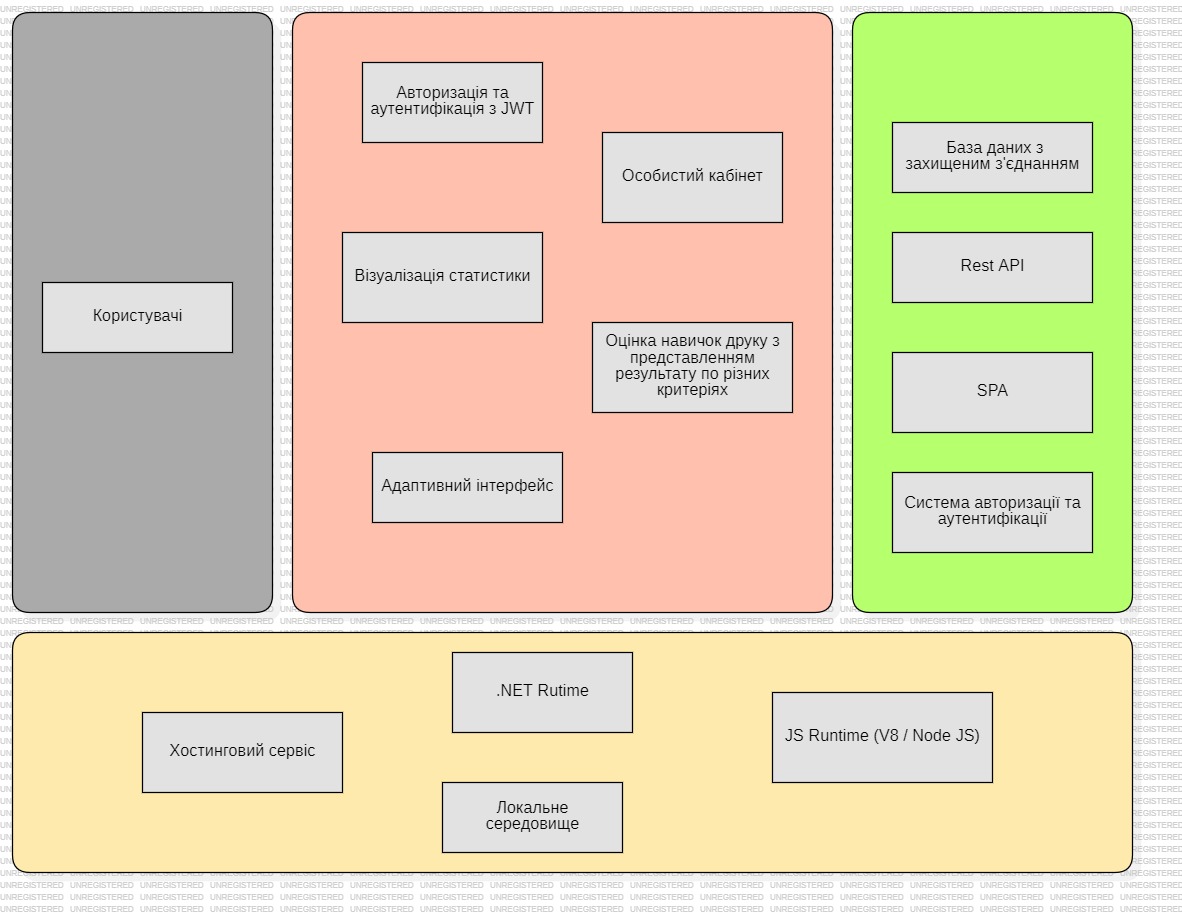 Користувачі
Авторизація та
аутентифікація з JWT
Особистий кабінет
Візуалізація статистики
Оцінка навичок друку з
представленням
результату по різних
критеріях
Адаптивний інтерфейс
База даних з
захищеним з'єднанням
Rest API
SPA
Система авторизації та
аутентифікації
.NET Rutime
Хостинговий сервіс
JS Runtime (V8 / Node JS)
Локальне
середовище
UNREGISTERED